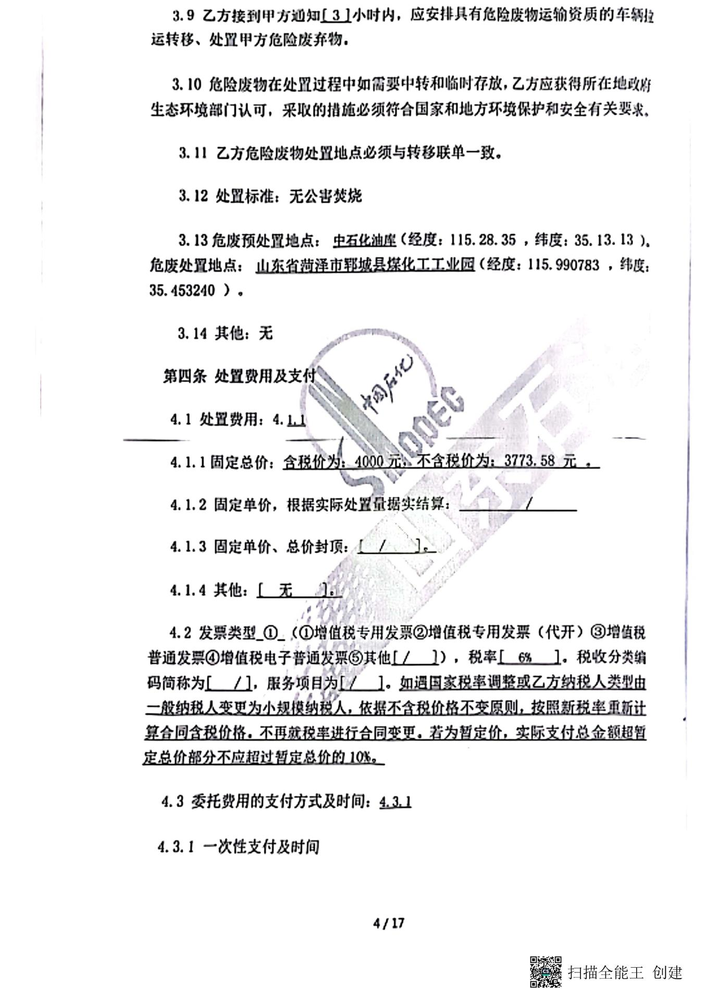 3.9 乙方接到甲方通知[ 3 ]小时内，应安排具有危险废物运输资质的车辆拉
运转移、处置甲方危险废弃物。
3.10 危险废物在处置过程中如需要中转和临时存放，乙方应获得所在地政府
生态环境部门认可，采取的措施必须符合国家和地方环境保护和安全有关要求。
3.11 乙方危险废物处置地点必须与转移联单一致。
3.12 处置标准：无公害焚烧
3.13危废预处置地点： 中石化油库（经度：115.28.35 ，纬度：35.13.13 ）。
危废处置地点： 山东省菏泽市郓城县煤化工工业园（经度：115.990783 ，纬度：
35.453240 ）。
3.14 其他：无
中国石化
SINOPEC
山东石
第四条 处置费用及支付
4.1 处置费用：4.1.1
4.1.1固定总价：含税价为：4000 元，不含税价为：3773.58 元 。
4.1.2 固定单价，根据实际处置量据实结算： /
4.1.3 固定单价、总价封顶：[ / ]。
4.1.4 其他：[ 无 ]。
4.2 发票类型_①_（①增值税专用发票②增值税专用发票（代开）③增值税
普通发票④增值税电子普通发票⑤其他[ / ]），税率[ 6% ]。税收分类编
码简称为[ / ]，服务项目为[ / ]。如遇国家税率调整或乙方纳税人类型由
一般纳税人变更为小规模纳税人，依据不含税价格不变原则，按照新税率重新计
算合同含税价格。不再就税率进行合同变更。若为暂定价，实际支付总金额超暂
定总价部分不应超过暂定总价的10%。
4.3 委托费用的支付方式及时间：4.3.1
4.3.1 一次性支付及时间
4/17
CS
扫描全能王 创建